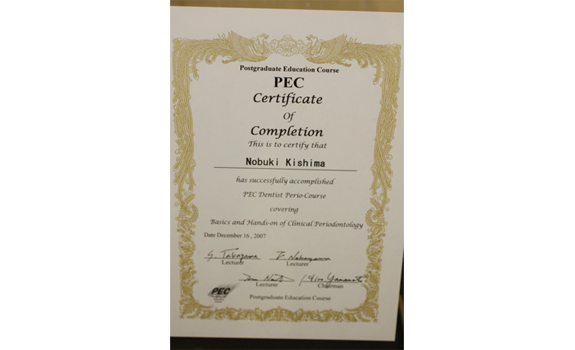 Postgraduate Education Course
PEC
Certificate
Of
Completion
This is to certify that
Nobuki Kishima
has successfully accomplished
PEC Dentist Perio-Course
covering
Basics and Hands-on of Clinical Periodontology
Date December 16, 2007
Lecturer Lecturer
Lecturer Chairman
PEC
Postgraduate Education Course